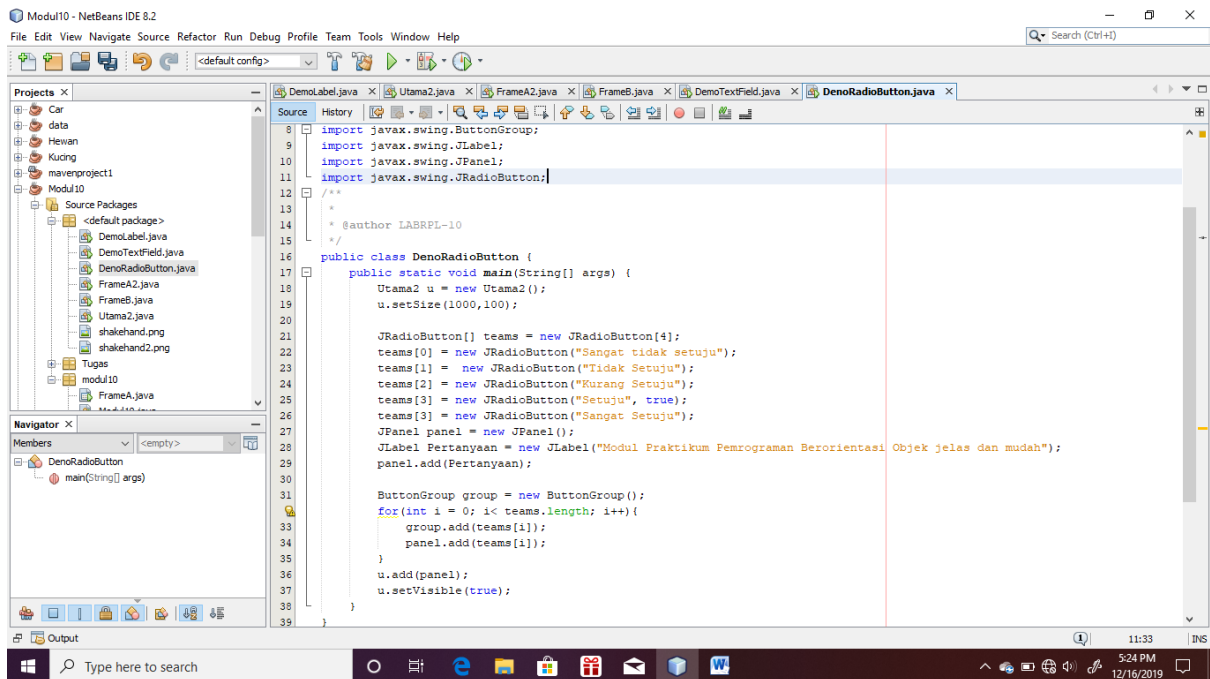 Modul10 - NetBeans IDE 8.2
File Edit View Navigate Source Refactor Run Debug Profile Team Tools Window Help
Search (Ctrl+I)
<default config>
Projects
Car
data
Hewan
Kucing
mavenproject1
Modul10
Source Packages
<default package>
DemoLabel.java
DemoTextField.java
DenoRadioButton.java
FrameA2.java
FrameB.java
Utama2.java
shakehand.png
shakehand2.png
Tugas
modul10
FrameA.java
Navigator
Members <empty>
DenoRadioButton
main(String[] args)
DemoLabel.java Utama2.java FrameA2.java FrameB.java DemoTextField.java DenoRadioButton.java
Source History
8 import javax.swing.ButtonGroup;
9 import javax.swing.JLabel;
10 import javax.swing.JPanel;
11 import javax.swing.JRadioButton;
12 /**
13 *
14 * @author LABRPL-10
15 */
16 public class DenoRadioButton {
17 public static void main(String[] args) {
18 Utama2 u = new Utama2();
19 u.setSize(1000,100);
20
21 JRadioButton[] teams = new JRadioButton[4];
22 teams[0] = new JRadioButton("Sangat tidak setuju");
23 teams[1] =  new JRadioButton("Tidak Setuju");
24 teams[2] = new JRadioButton("Kurang Setuju");
25 teams[3] = new JRadioButton("Setuju", true);
26 teams[3] = new JRadioButton("Sangat Setuju");
27 JPanel panel = new JPanel();
28 JLabel Pertanyaan = new JLabel("Modul Praktikum Pemrograman Berorientasi Objek jelas dan mudah");
29 panel.add(Pertanyaan);
30
31 ButtonGroup group = new ButtonGroup();
for(int i = 0; i< teams.length; i++){
33 group.add(teams[i]);
34 panel.add(teams[i]);
35 }
36 u.add(panel);
37 u.setVisible(true);
38 }
39 }
Output
1
11:33 INS
Type here to search
5:24 PM
12/16/2019